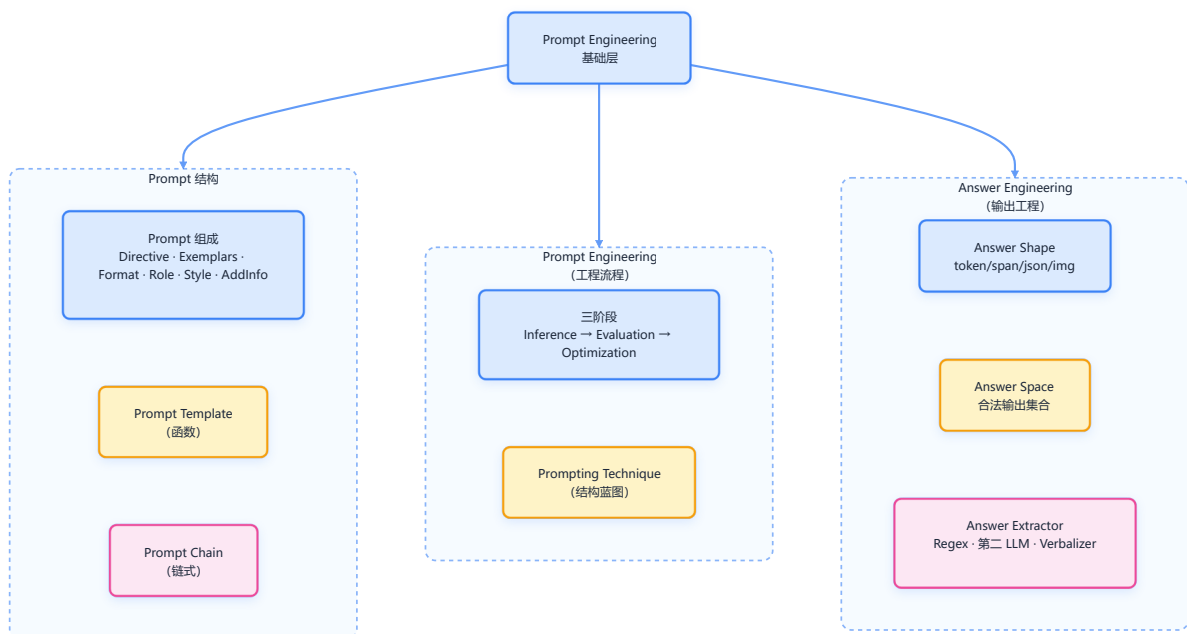 Prompt Engineering
基础层
Prompt 结构
Prompt 组成
Directive · Exemplars ·
Format · Role · Style · AddInfo
Prompt Template
（函数）
Prompt Chain
（链式）
Prompt Engineering
（工程流程）
三阶段
Inference → Evaluation →
Optimization
Prompting Technique
（结构蓝图）
Answer Engineering
（输出工程）
Answer Shape
token/span/json/img
Answer Space
合法输出集合
Answer Extractor
Regex · 第二 LLM · Verbalizer